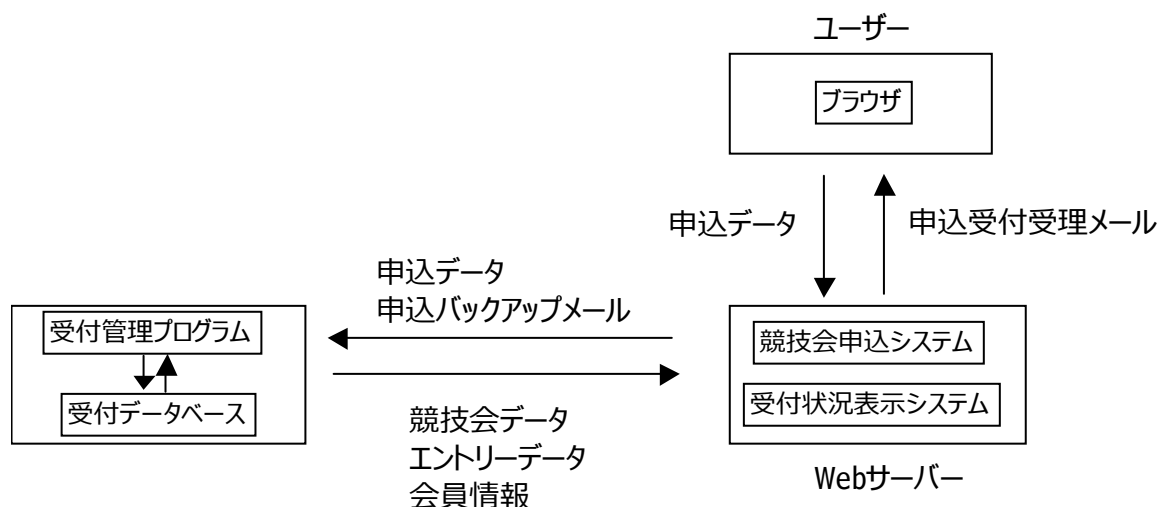 ユーザー
ブラウザ
申込データ
申込受付受理メール
申込データ
申込バックアップメール
受付管理プログラム
受付データベース
競技会申込システム
受付状況表示システム
競技会データ
エントリーデータ
会員情報
Webサーバー